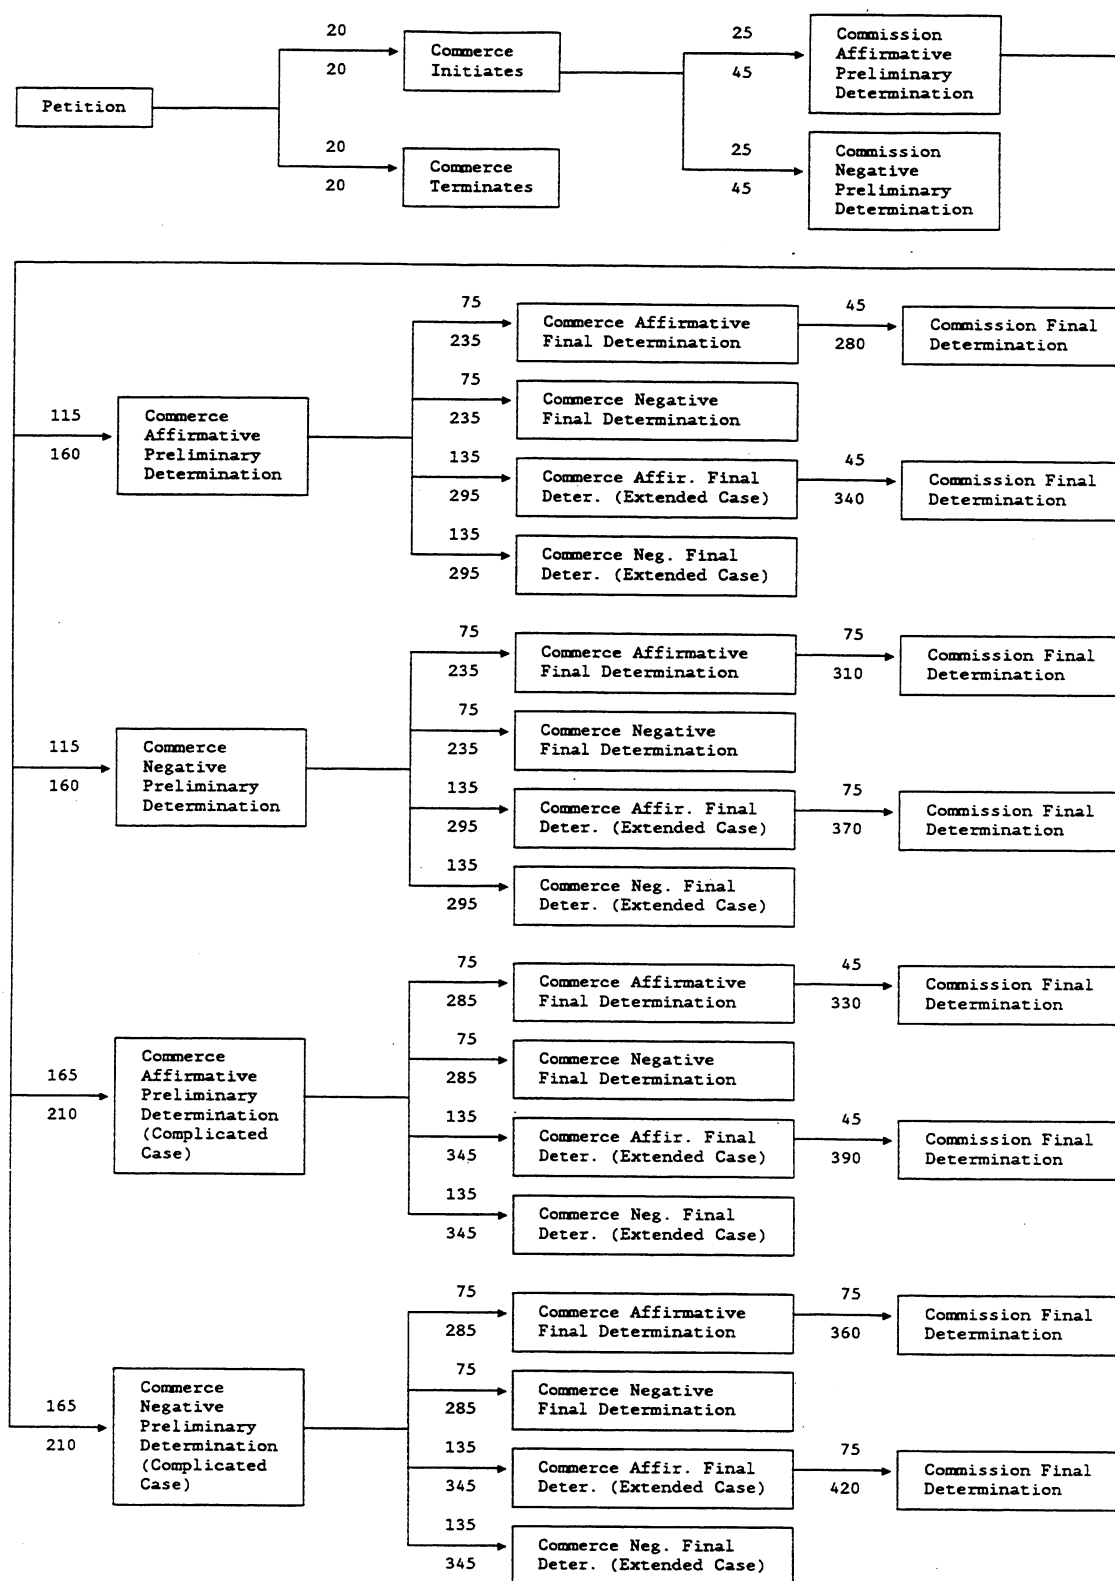 Petition
20
20
Commerce
Initiates
20
20
Commerce
Terminates
25
45
Commission
Affirmative
Preliminary
Determination
25
45
Commission
Negative
Preliminary
Determination
115
160
Commerce
Affirmative
Preliminary
Determination
75
235
Commerce Affirmative
Final Determination
45
280
Commission Final
Determination
75
235
Commerce Negative
Final Determination
135
295
Commerce Affir. Final
Deter. (Extended Case)
45
340
Commission Final
Determination
135
295
Commerce Neg. Final
Deter. (Extended Case)
115
160
Commerce
Negative
Preliminary
Determination
75
235
Commerce Affirmative
Final Determination
75
310
Commission Final
Determination
75
235
Commerce Negative
Final Determination
135
295
Commerce Affir. Final
Deter. (Extended Case)
75
370
Commission Final
Determination
135
295
Commerce Neg. Final
Deter. (Extended Case)
165
210
Commerce
Affirmative
Preliminary
Determination
(Complicated
Case)
75
285
Commerce Affirmative
Final Determination
45
330
Commission Final
Determination
75
285
Commerce Negative
Final Determination
135
345
Commerce Affir. Final
Deter. (Extended Case)
45
390
Commission Final
Determination
135
345
Commerce Neg. Final
Deter. (Extended Case)
165
210
Commerce
Negative
Preliminary
Determination
(Complicated
Case)
75
285
Commerce Affirmative
Final Determination
75
360
Commission Final
Determination
75
285
Commerce Negative
Final Determination
135
345
Commerce Affir. Final
Deter. (Extended Case)
75
420
Commission Final
Determination
135
345
Commerce Neg. Final
Deter. (Extended Case)